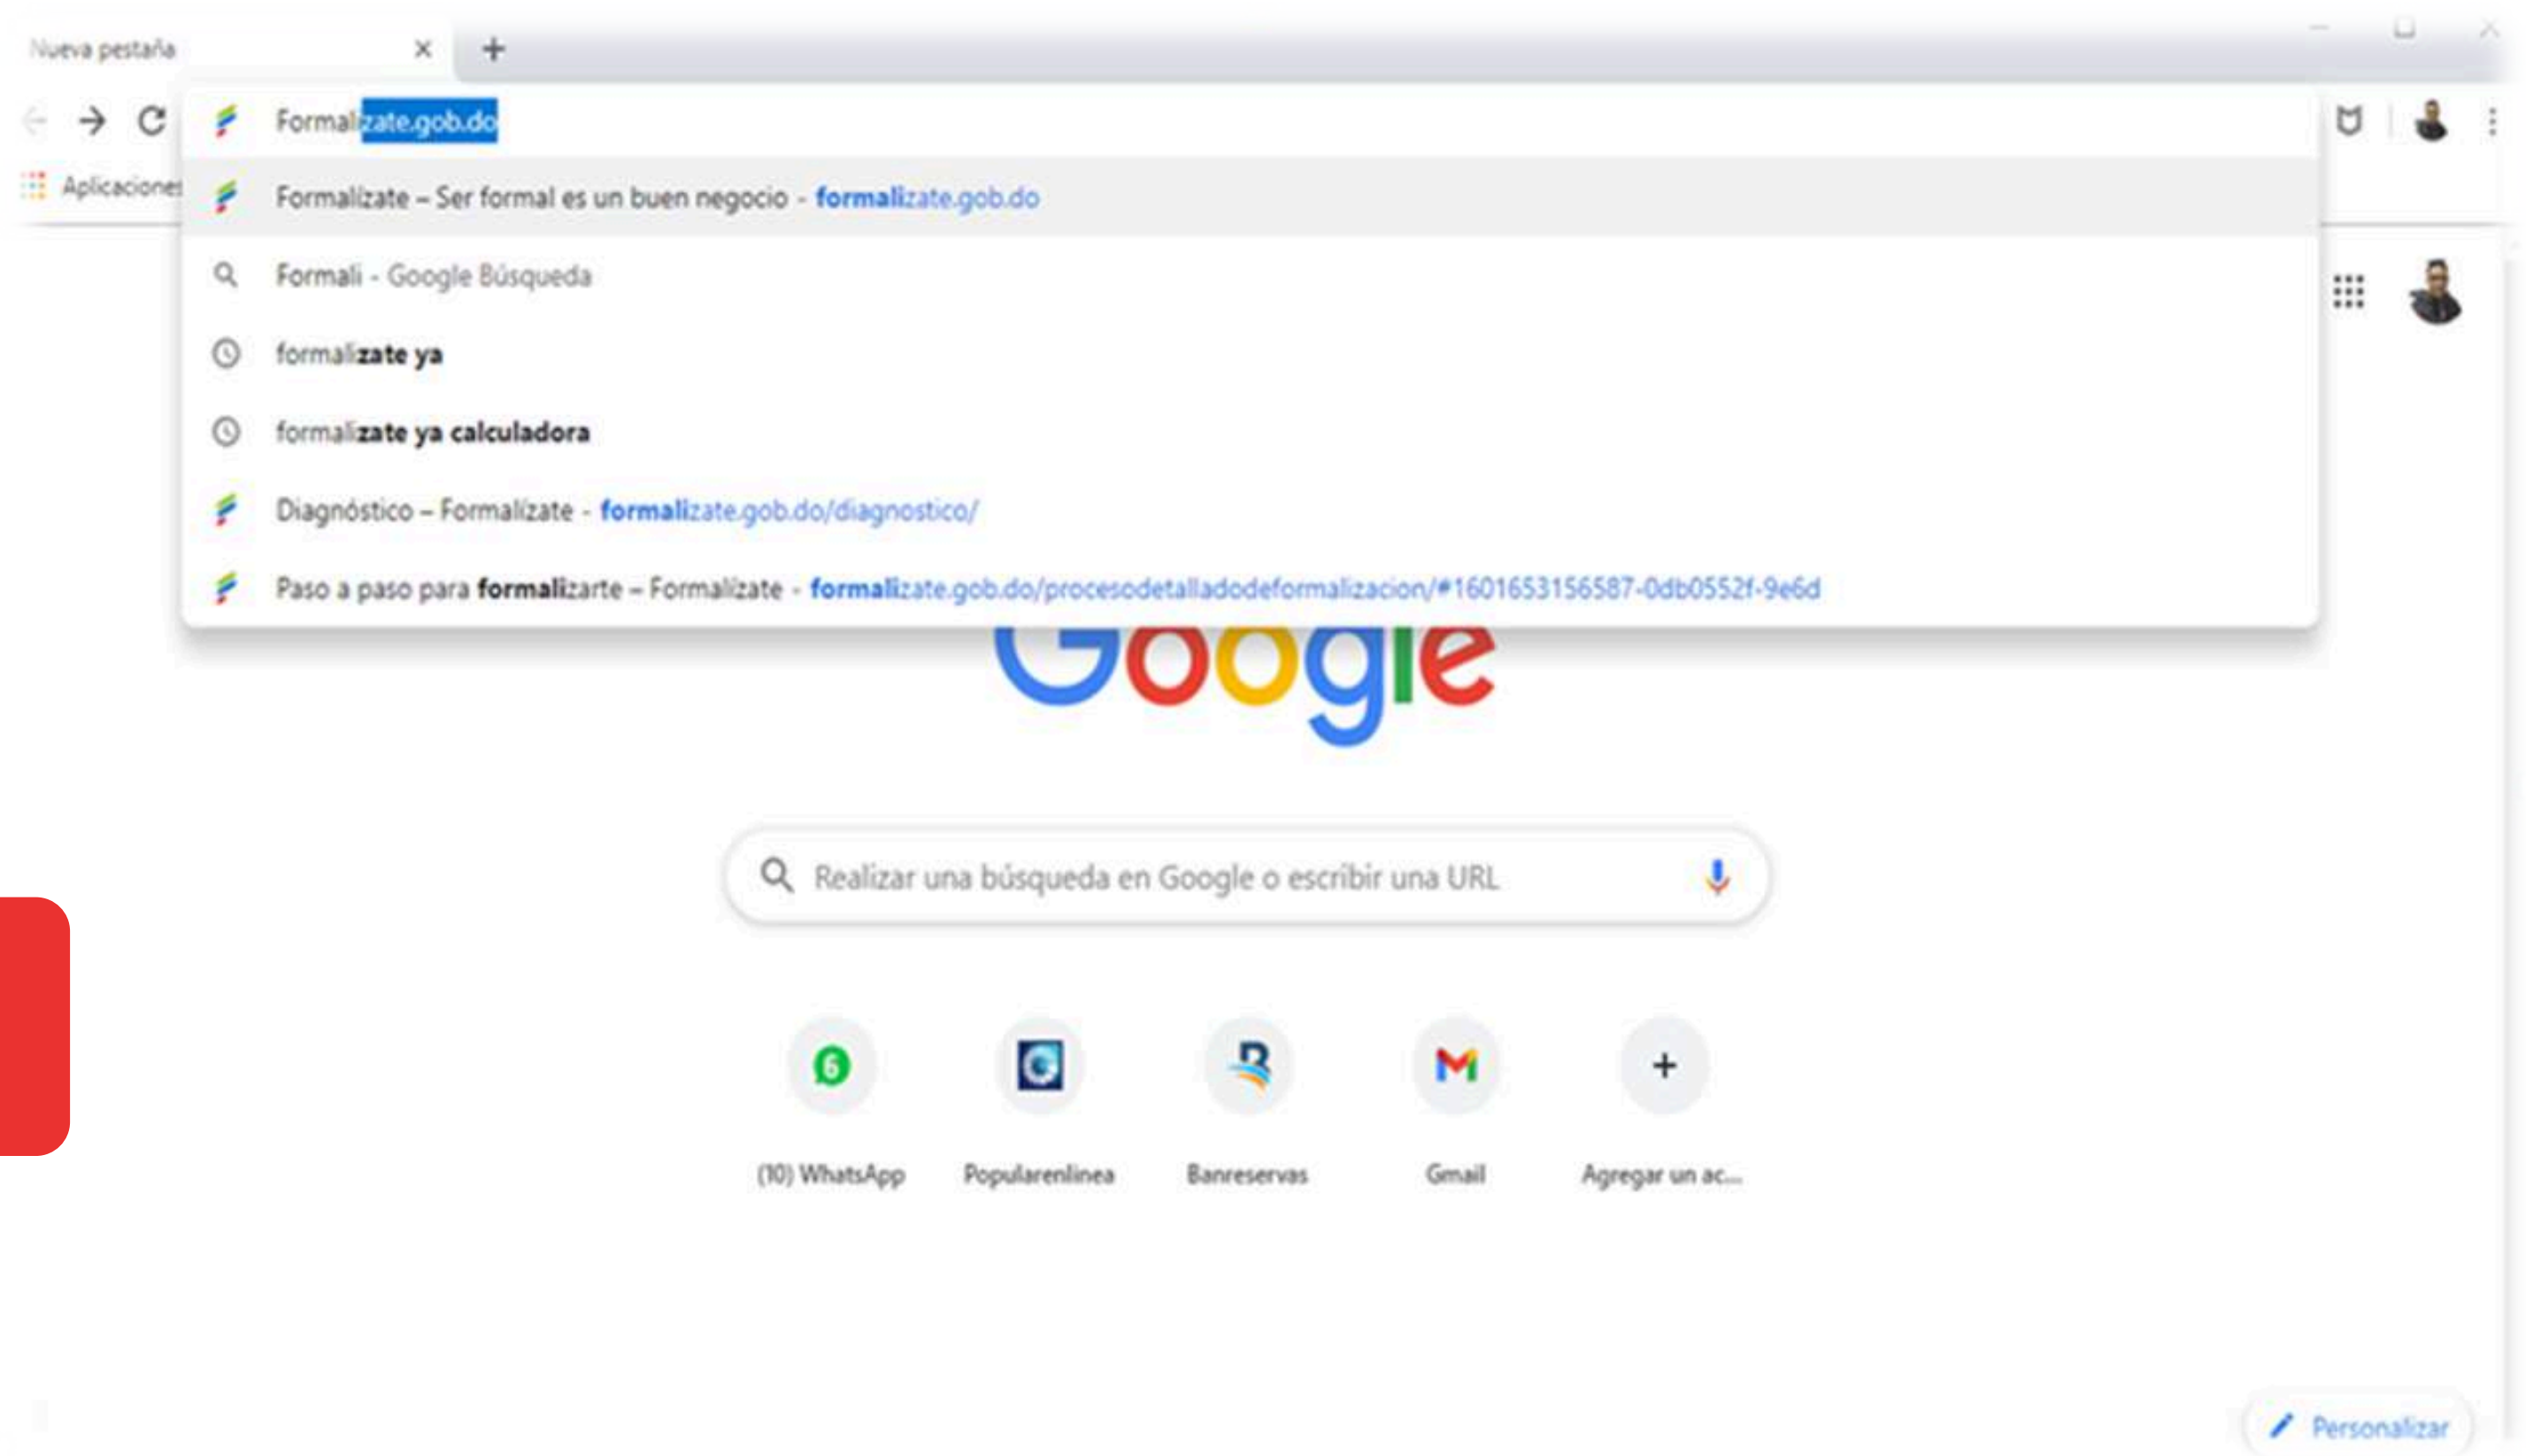 Nueva pestaña
Formalizate.gob.do
Aplicaciones
Formalízate – Ser formal es un buen negocio - formalizate.gob.do
Formali - Google Búsqueda
formalizate ya
formalizate ya calculadora
Diagnóstico – Formalízate - formalizate.gob.do/diagnostico/
Paso a paso para formalizarte – Formalízate - formalizate.gob.do/procesodetalladodeformalizacion/#1601653156587-0db0552f-9e6d
Google
Realizar una búsqueda en Google o escribir una URL
6
(10) WhatsApp Popularenlinea Banreservas Gmail Agregar un ac...
Personalizar